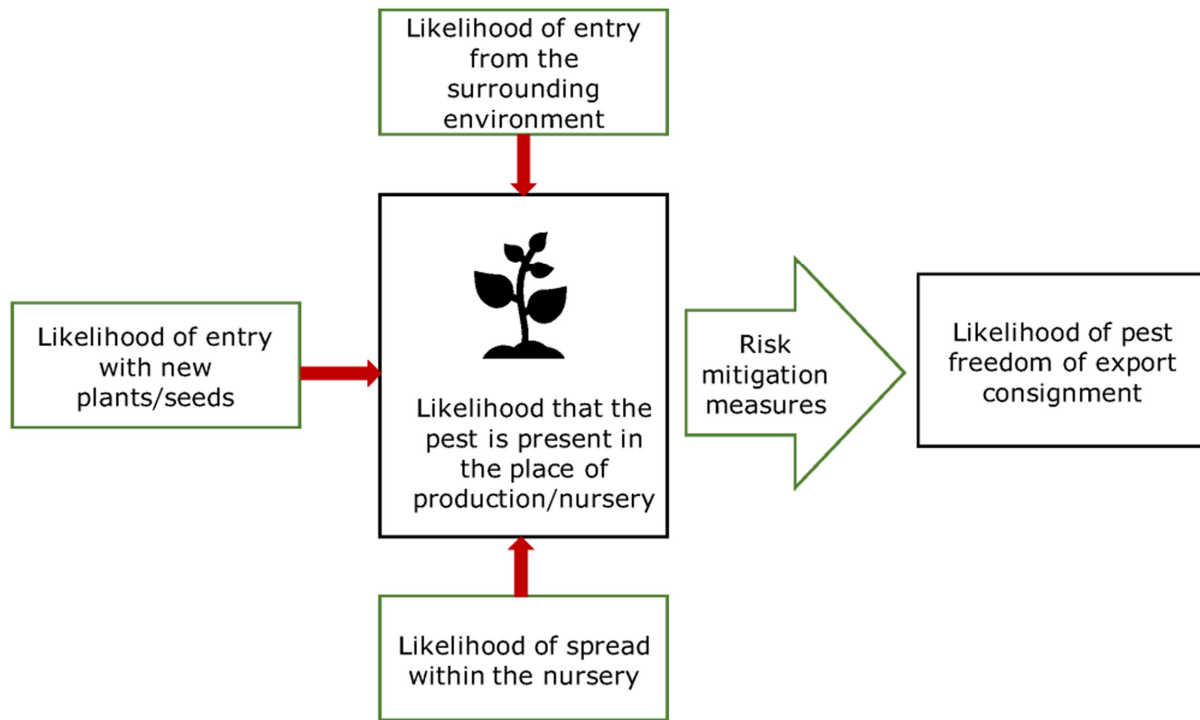 Likelihood of entry
from the
surrounding
environment
Likelihood of entry
with new
plants/seeds
Likelihood that the
pest is present in
the place of
production/nursery
Risk
mitigation
measures
Likelihood of pest
freedom of export
consignment
Likelihood of spread
within the nursery